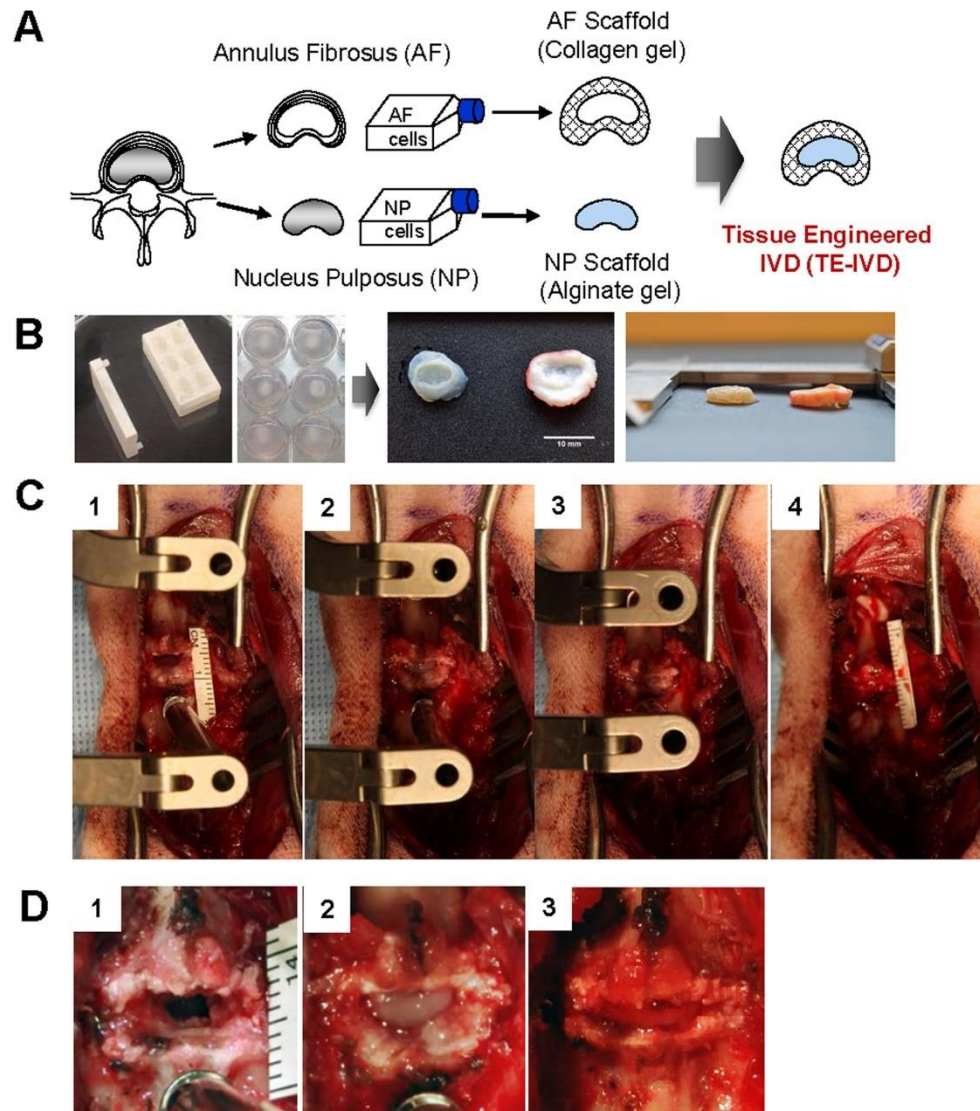 A
Annulus Fibrosus (AF)
AF Scaffold
(Collagen gel)
AF
cells
NP
cells
Nucleus Pulposus (NP)
NP Scaffold
(Alginate gel)
Tissue Engineered
IVD (TE-IVD)
B
10 mm
C
1
2
3
4
D
1
2
3
14